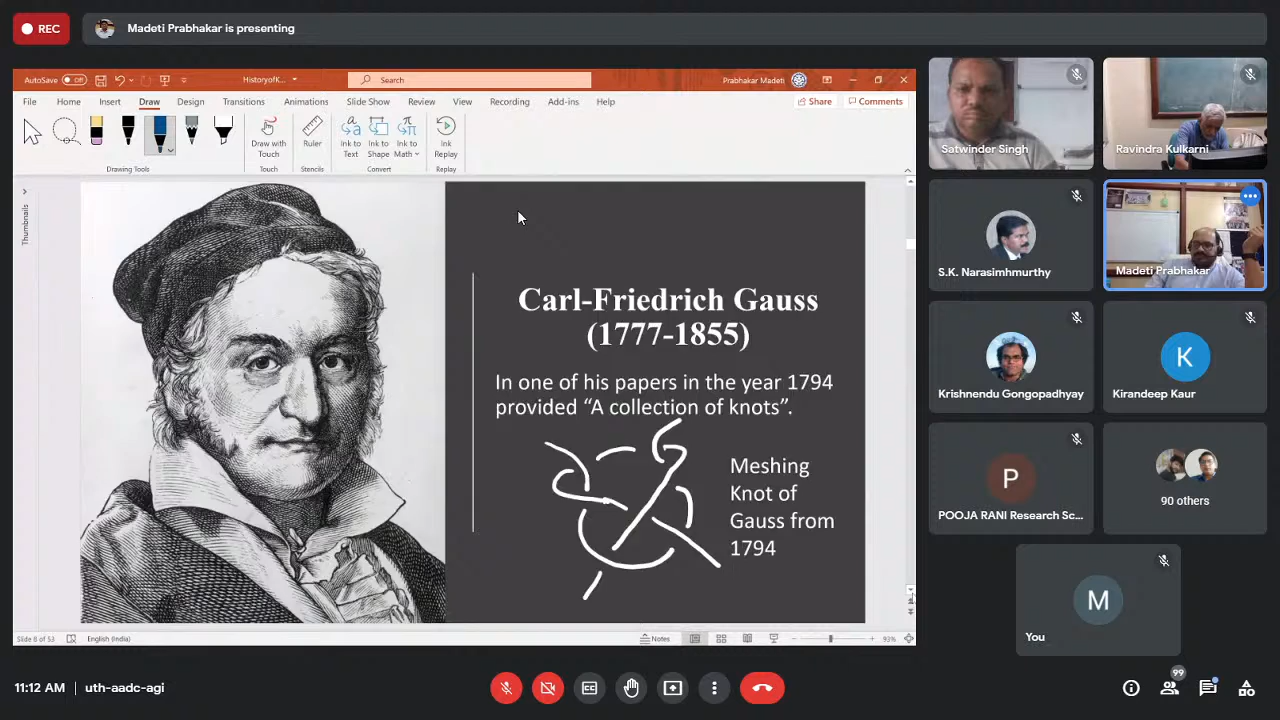 REC
Madeti Prabhakar is presenting
AutoSave Off
HistoryofK...
Search
Prabhakar Madeti
File Home Insert Draw Design Transitions Animations Slide Show Review View Recording Add-ins Help
Share Comments
Draw with Touch
Ruler
Ink to Text
Ink to Shape
Ink to Math
Ink Replay
Drawing Tools
Touch
Stencils
Convert
Replay
Thumbnails
Carl-Friedrich Gauss
(1777-1855)
In one of his papers in the year 1794
provided “A collection of knots”.
Meshing
Knot of
Gauss from
1794
Slide 8 of 53
English (India)
Notes
93%
Satwinder Singh
Ravindra Kulkarni
S.K. Narasimhmurthy
Madeti Prabhakar
Krishnendu Gongopadhyay
K
Kirandeep Kaur
P
POOJA RANI Research Sc...
90 others
M
You
11:12 AM
uth-aadc-agi
99